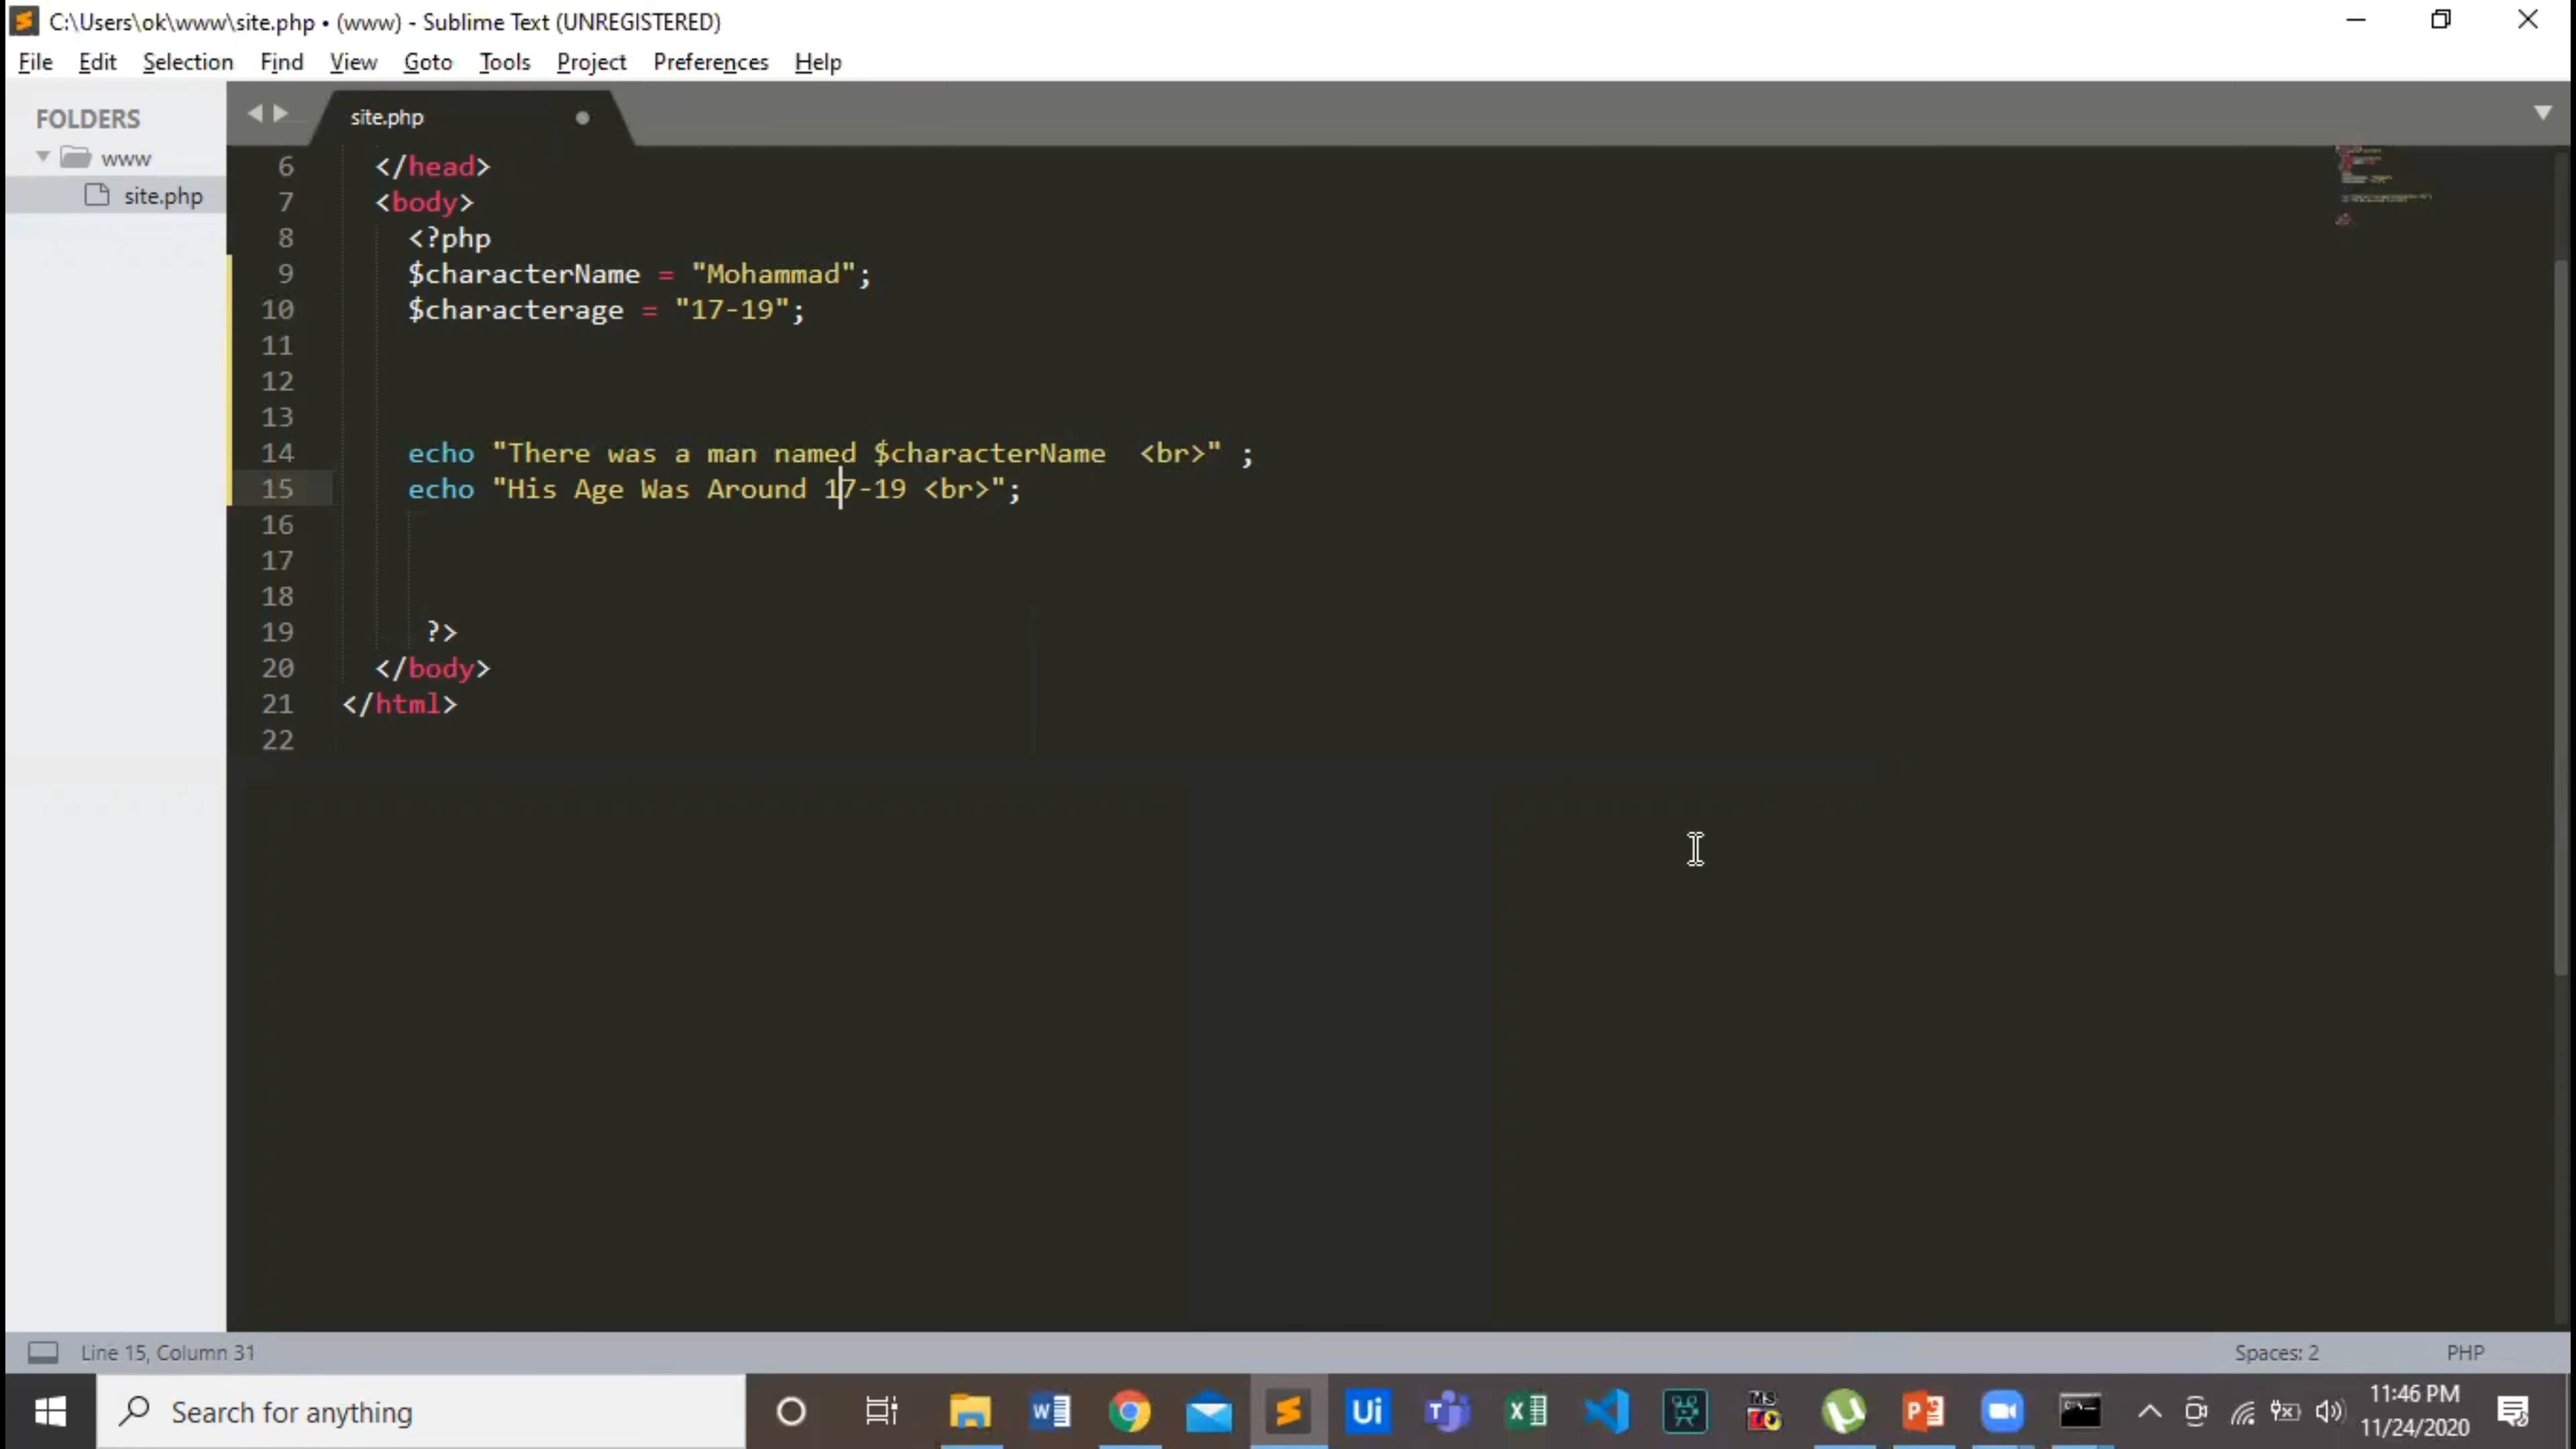 C:\Users\ok\www\site.php • (www) - Sublime Text (UNREGISTERED)
File Edit Selection Find View Goto Tools Project Preferences Help
FOLDERS
www
site.php
site.php
6 </head>
7 <body>
8 <?php
9 $characterName = "Mohammad";
10 $characterage = "17-19";
11
12
13
14 echo "There was a man named $characterName  <br>" ;
15 echo "His Age Was Around 17-19 <br>";
16
17
18
19 ?>
20 </body>
21 </html>
22
Line 15, Column 31
Spaces: 2
PHP
Search for anything
11:46 PM
11/24/2020